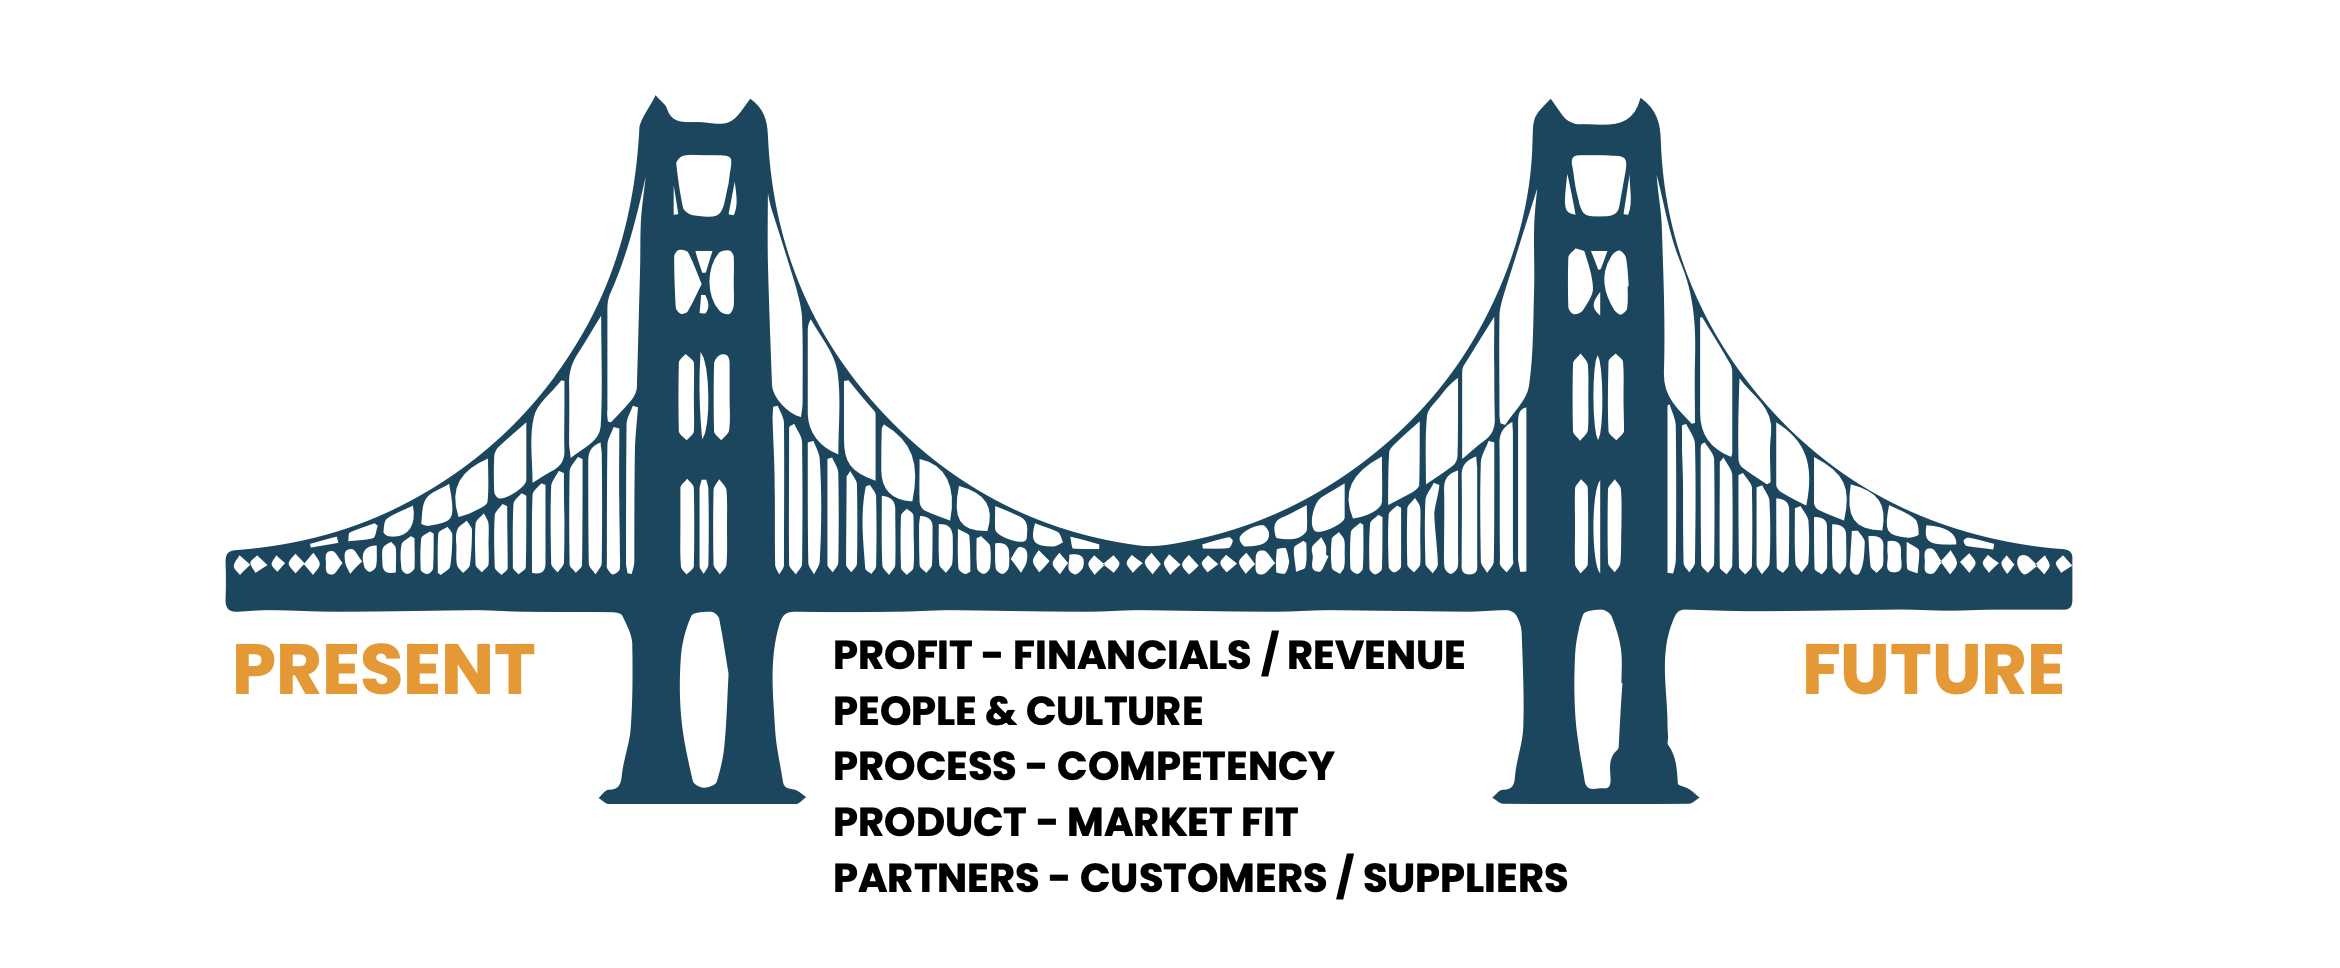 PRESENT
PROFIT – FINANCIALS / REVENUE
PEOPLE & CULTURE
PROCESS – COMPETENCY
PRODUCT – MARKET FIT
PARTNERS – CUSTOMERS / SUPPLIERS
FUTURE